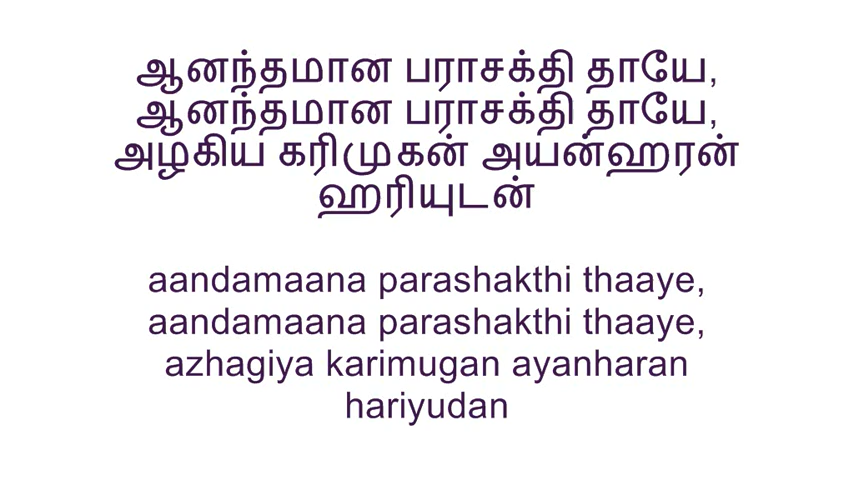 ஆனந்தமான பராசக்தி தாயே,
ஆனந்தமான பராசக்தி தாயே,
அழகிய கரிமுகன் அயன்ஹரன்
ஹரியுடன்
aandamaana parashakthi thaaye,
aandamaana parashakthi thaaye,
azhagiya karimugan ayanharan
hariyudan